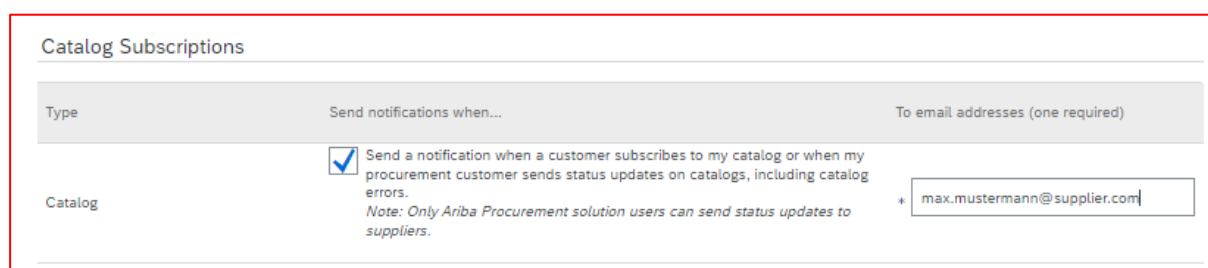 Catalog Subscriptions
Type
Send notifications when...
To email addresses (one required)
Catalog
Send a notification when a customer subscribes to my catalog or when my
procurement customer sends status updates on catalogs, including catalog
errors.
Note: Only Ariba Procurement solution users can send status updates to
suppliers.
* max.mustermann@supplier.com